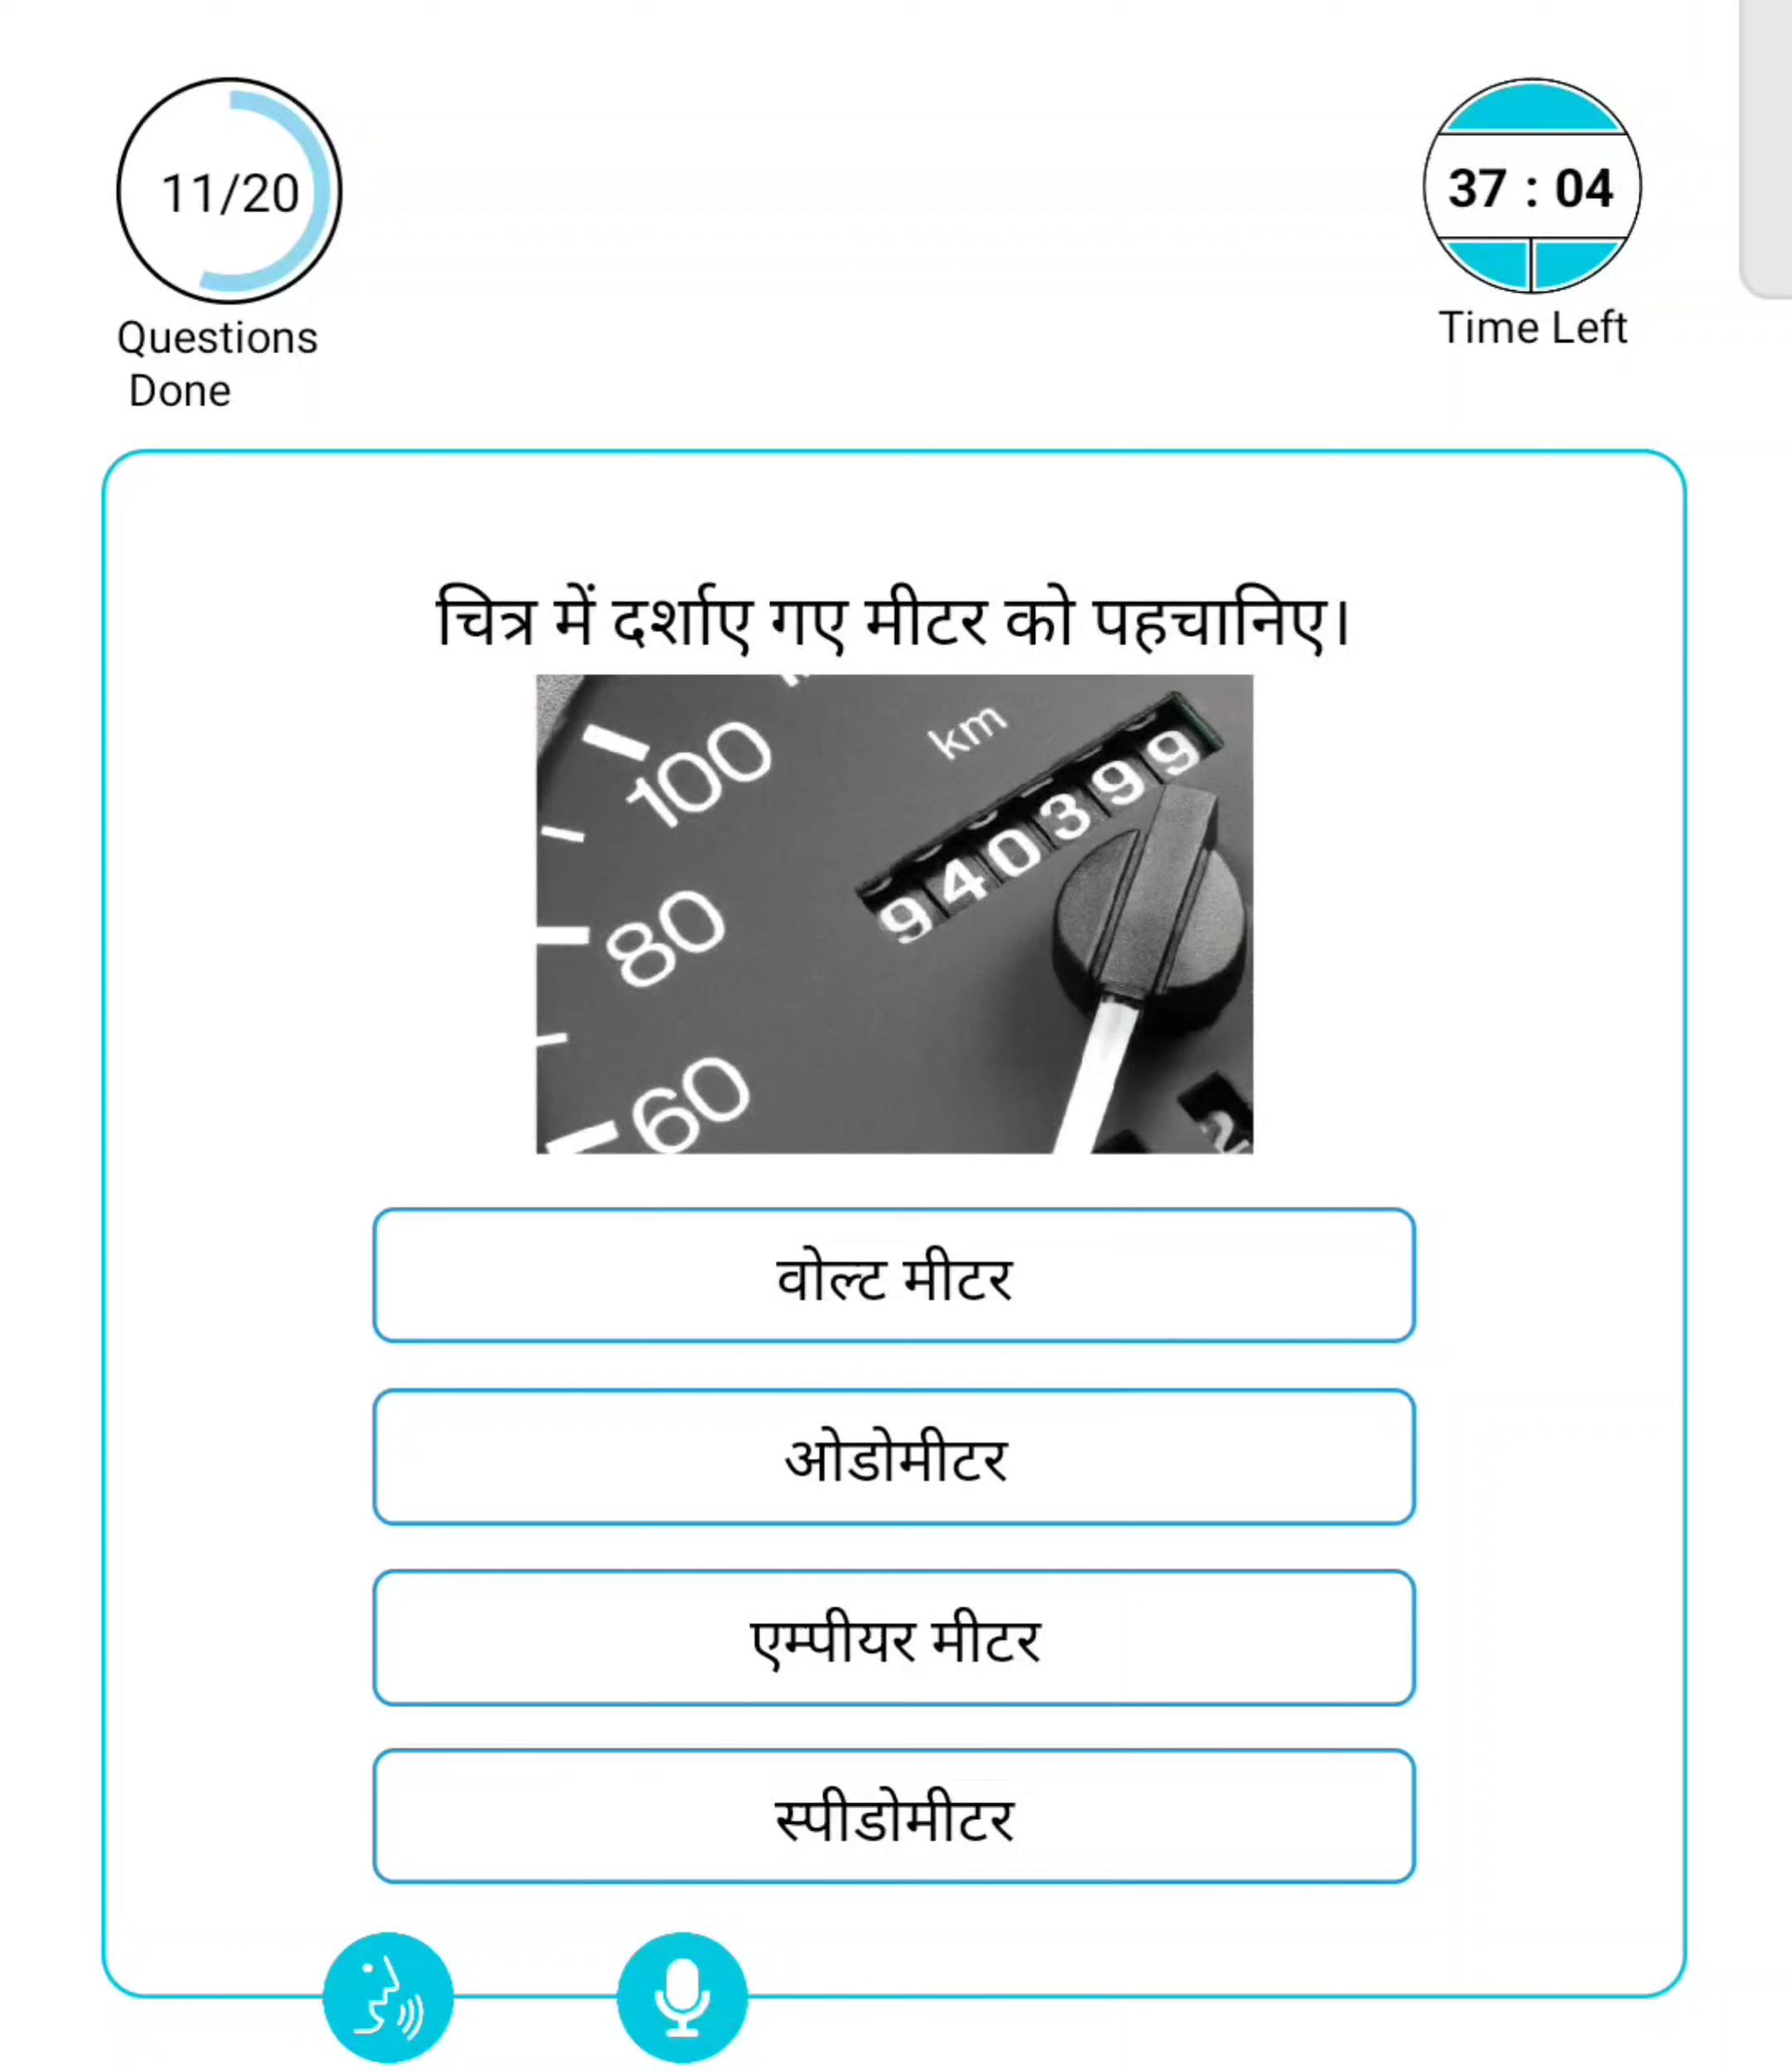 11/20
Questions
Done
37 : 04
Time Left
चित्र में दर्शाए गए मीटर को पहचानिए।
100
km
940399
80
60
2
वोल्ट मीटर
ओडोमीटर
एम्पीयर मीटर
स्पीडोमीटर